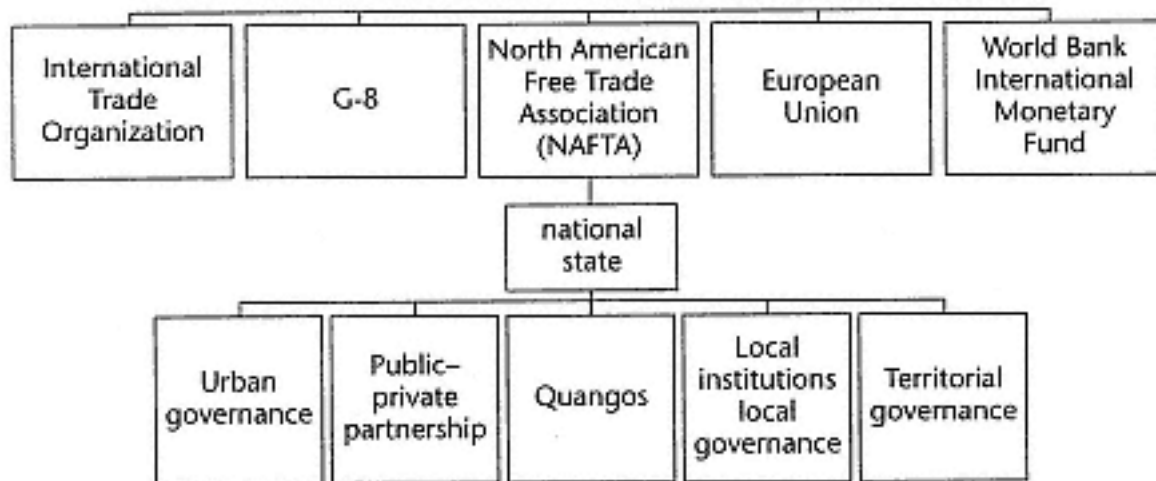 International
Trade
Organization
G-8
North American
Free Trade
Association
(NAFTA)
European
Union
World Bank
International
Monetary
Fund
national
state
Urban
governance
Public–
private
partnership
Quangos
Local
institutions
local
governance
Territorial
governance